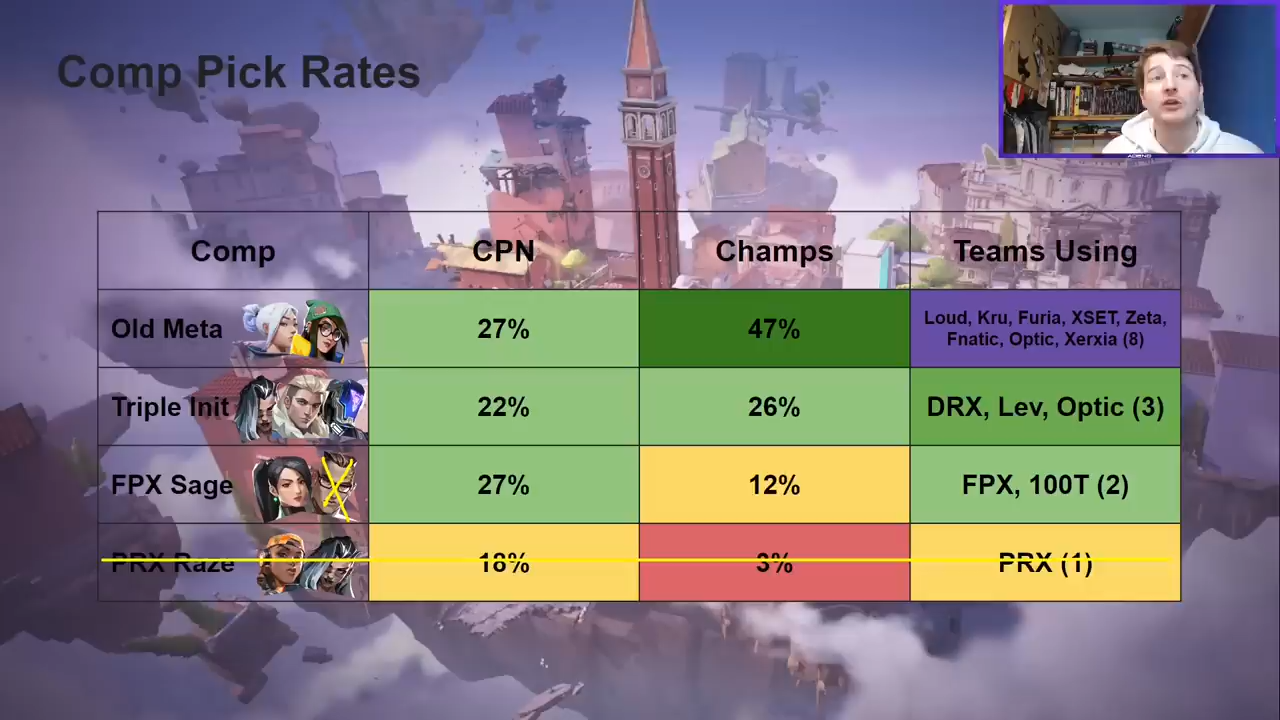 Comp Pick Rates
Comp CPN Champs Teams Using
Old Meta 27% 47% Loud, Kru, Furia, XSET, Zeta,
Fnatic, Optic, Xerxia (8)
Triple Init 22% 26% DRX, Lev, Optic (3)
FPX Sage 27% 12% FPX, 100T (2)
PRX Raze 18% 3% PRX (1)